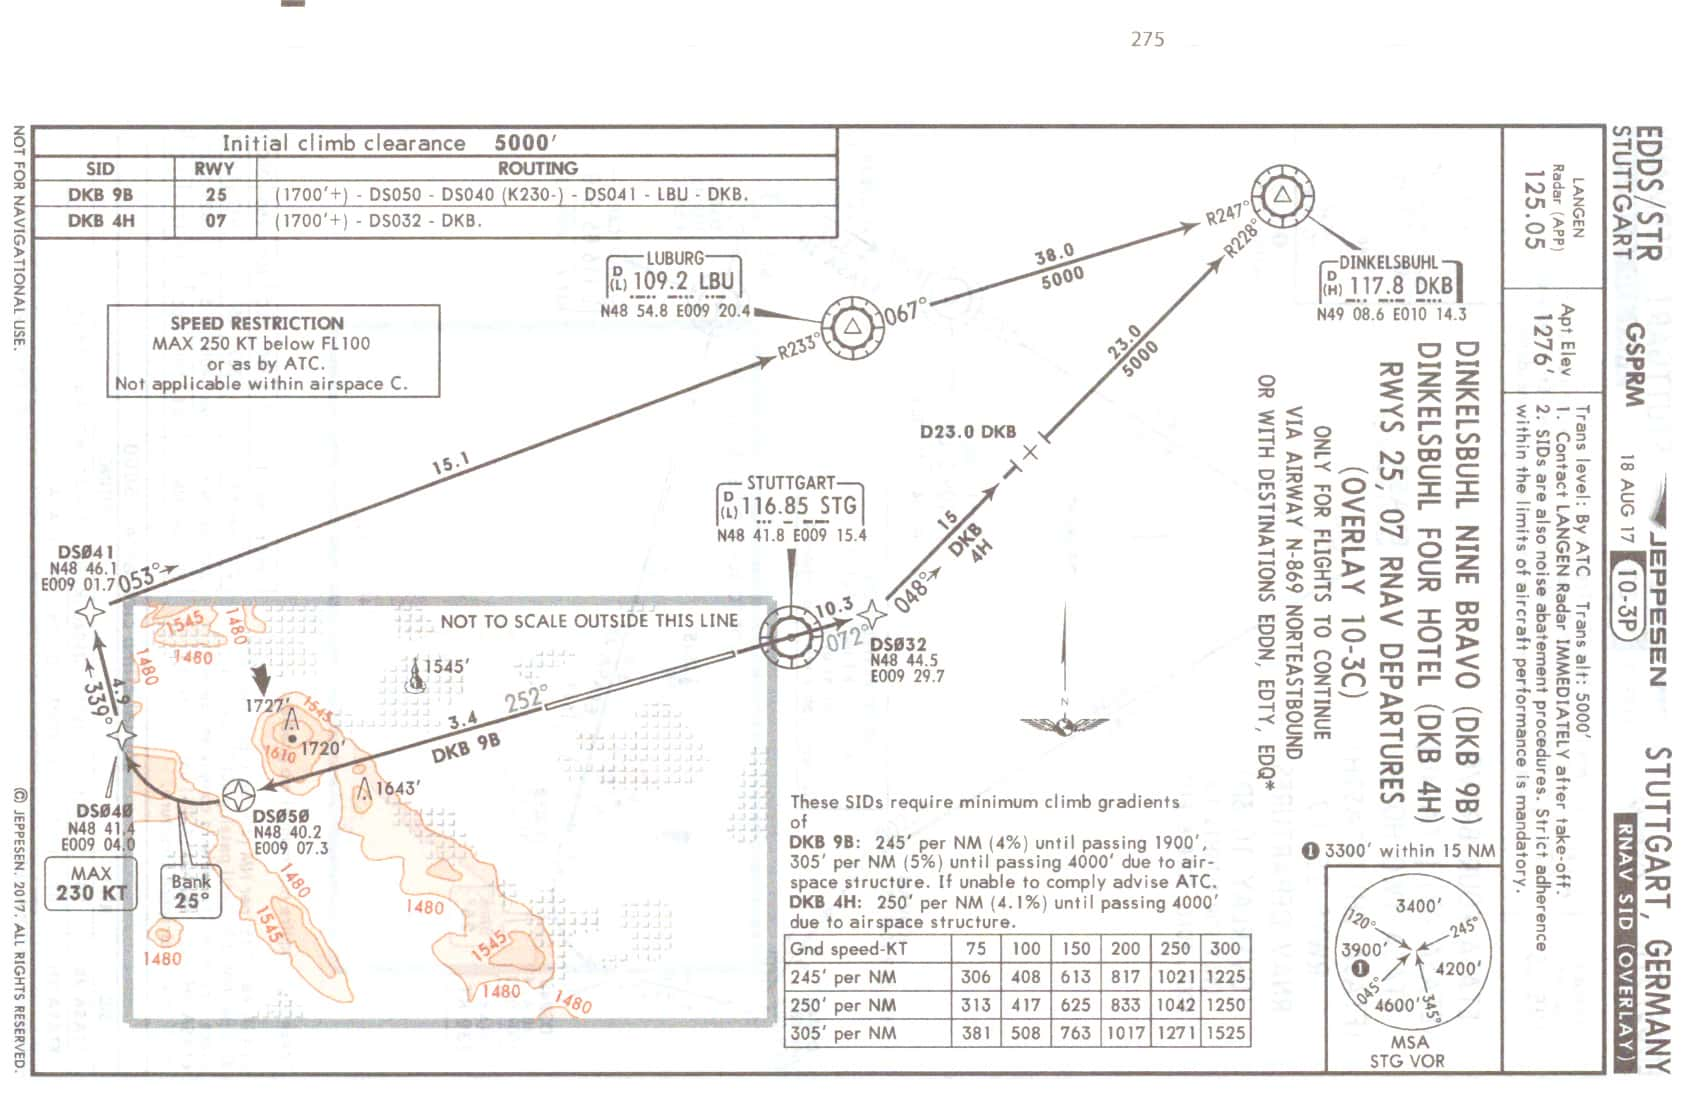 275
EDDS/STR
STUTTGART
GSPRM
18 AUG 17
10-3P
JEPPESEN
STUTTGART, GERMANY
RNAV SID (OVERLAY)
LANGEN
Radar (APP)
125.05
Apt Elev
1276'
Trans level: By ATC Trans alt: 5000'
1. Contact LANGEN Radar IMMEDIATELY after take-off.
2. SIDs are also noise abatement procedures. Strict adherence
within the limits of aircraft performance is mandatory.
DINKELSBUHL NINE BRAVO (DKB 9B)
DINKELSBUHL FOUR HOTEL (DKB 4H)
RWYS 25, 07 RNAV DEPARTURES
(OVERLAY 10-3C)
ONLY FOR FLIGHTS TO CONTINUE
VIA AIRWAY N-869 NORTEASTBOUND
OR WITH DESTINATIONS EDDN, EDTY, EDQ*
Initial climb clearance 5000'
SID RWY ROUTING
DKB 9B 25 (1700'+) - DS050 - DS040 (K230-) - DS041 - LBU - DKB.
DKB 4H 07 (1700'+) - DS032 - DKB.
SPEED RESTRICTION
MAX 250 KT below FL100
or as by ATC.
Not applicable within airspace C.
LUBURG
D
(L) 109.2 LBU
N48 54.8 E009 20.4
R233°
067°
38.0
5000
R247°
R228°
DINKELSBUHL
D
(H) 117.8 DKB
N49 08.6 E010 14.3
23.0
5000
D23.0 DKB
15.1
STUTTGART
D
(L) 116.85 STG
N48 41.8 E009 15.4
15
DKB
4H
048°
10.3
072°
DSØ32
N48 44.5
E009 29.7
DSØ41
N48 46.1
E009 01.7
053°
4.9
339°
NOT TO SCALE OUTSIDE THIS LINE
1545
1480
1480
1480
1545'
1727'
1545
1720'
1610
1643'
252°
3.4
DKB 9B
DSØ5Ø
N48 40.2
E009 07.3
DSØ4Ø
N48 41.4
E009 04.0
MAX
230 KT
Bank
25°
1480
1545
1480
1480
1545
1480
1480
N
These SIDs require minimum climb gradients
of
DKB 9B: 245' per NM (4%) until passing 1900',
305' per NM (5%) until passing 4000' due to air-
space structure. If unable to comply advise ATC.
DKB 4H: 250' per NM (4.1%) until passing 4000'
due to airspace structure.
Gnd speed-KT 75 100 150 200 250 300
245' per NM 306 408 613 817 1021 1225
250' per NM 313 417 625 833 1042 1250
305' per NM 381 508 763 1017 1271 1525
1 3300' within 15 NM
3400'
120°
245°
3900'
1
4200'
045°
4600'
345°
MSA
STG VOR
NOT FOR NAVIGATIONAL USE.
© JEPPESEN. 2017. ALL RIGHTS RESERVED.